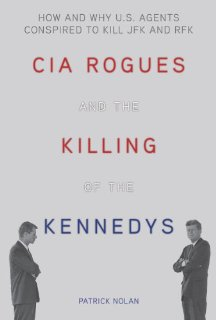 HOW AND WHY U.S. AGENTS
CONSPIRED TO KILL JFK AND RFK
CIA ROGUES
AND THE
KILLING
OF THE
KENNEDYS
PATRICK NOLAN